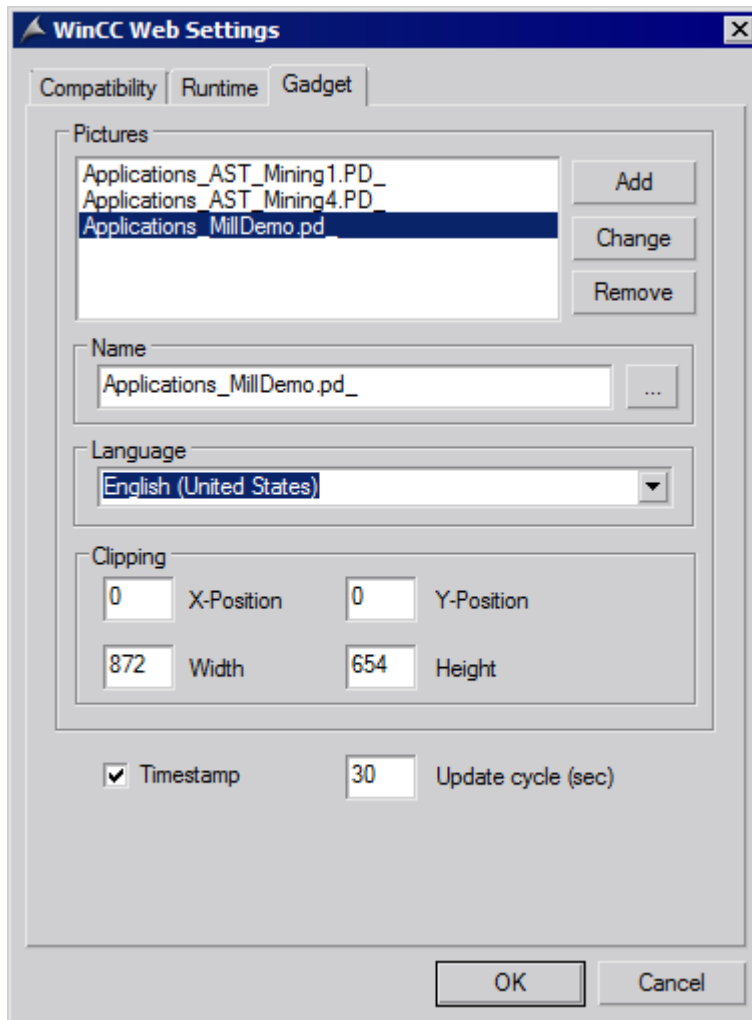 WinCC Web Settings
Compatibility Runtime Gadget
Pictures
Applications_AST_Mining1.PD_
Applications_AST_Mining4.PD_
Applications_MillDemo.pd_
Add
Change
Remove
Name
Applications_MillDemo.pd_ ...
Language
English (United States)
Clipping
0 X-Position 0 Y-Position
872 Width 654 Height
Timestamp 30 Update cycle (sec)
OK Cancel